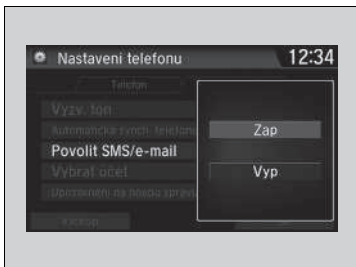 Nastavení telefonu
12:34
Telefon
Vyzv. tón
Automatická synch. telefonu
Povolit SMS/e-mail
Zap
Vybrat účet
Vyp
Upozornění na novou zprávu